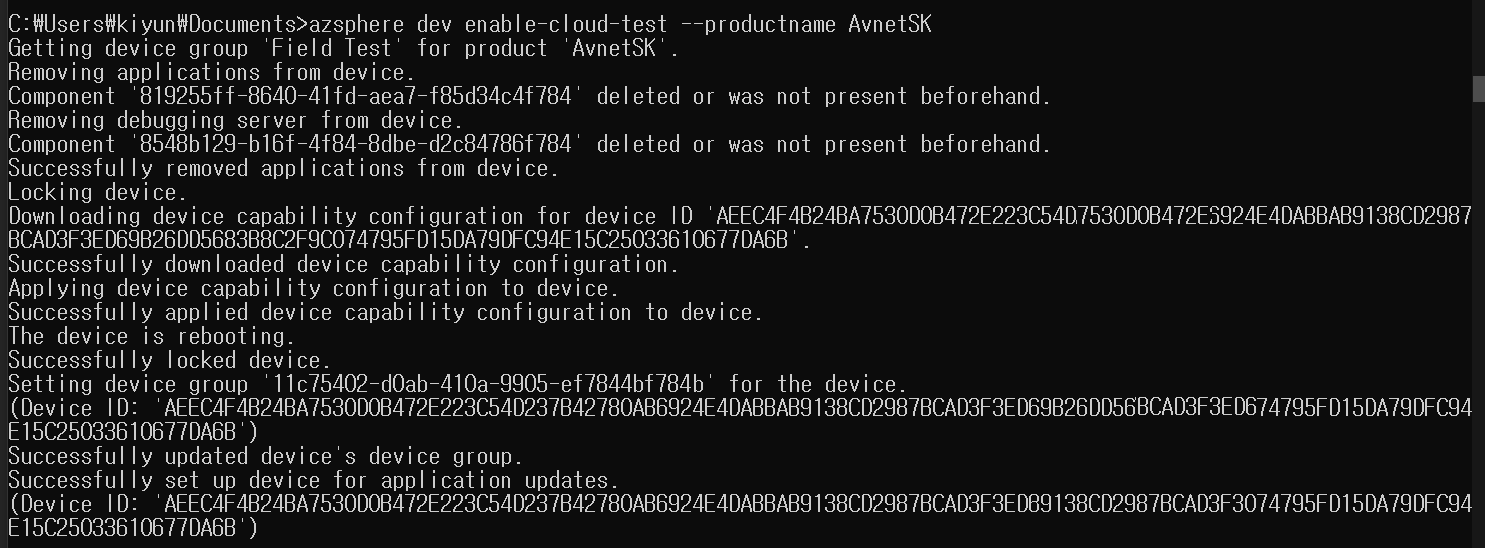 C:₩Users₩kiyun₩Documents>azsphere dev enable-cloud-test --productname AvnetSK
Getting device group 'Field Test' for product 'AvnetSK'.
Removing applications from device.
Component '819255ff-8640-41fd-aea7-f85d34c4f784' deleted or was not present beforehand.
Removing debugging server from device.
Component '8548b129-b16f-4f84-8dbe-d2c84786f784' deleted or was not present beforehand.
Successfully removed applications from device.
Locking device.
Downloading device capability configuration for device ID 'AEEC4F4B24BA7530D0B472E223C54D7530D0B472E6924E4DABBAB9138CD2987
BCAD3F3ED69B26DD5683B8C2F9C074795FD15DA79DFC94E15C25033610677DA6B'.
Successfully downloaded device capability configuration.
Applying device capability configuration to device.
Successfully applied device capability configuration to device.
The device is rebooting.
Successfully locked device.
Setting device group '11c75402-d0ab-410a-9905-ef7844bf784b' for the device.
(Device ID: 'AEEC4F4B24BA7530D0B472E223C54D237B42780AB6924E4DABBAB9138CD2987BCAD3F3ED69B26DD56BCAD3F3ED674795FD15DA79DFC94
E15C25033610677DA6B')
Successfully updated device's device group.
Successfully set up device for application updates.
(Device ID: 'AEEC4F4B24BA7530D0B472E223C54D237B42780AB6924E4DABBAB9138CD2987BCAD3F3ED89138CD2987BCAD3F3074795FD15DA79DFC94
E15C25033610677DA6B')